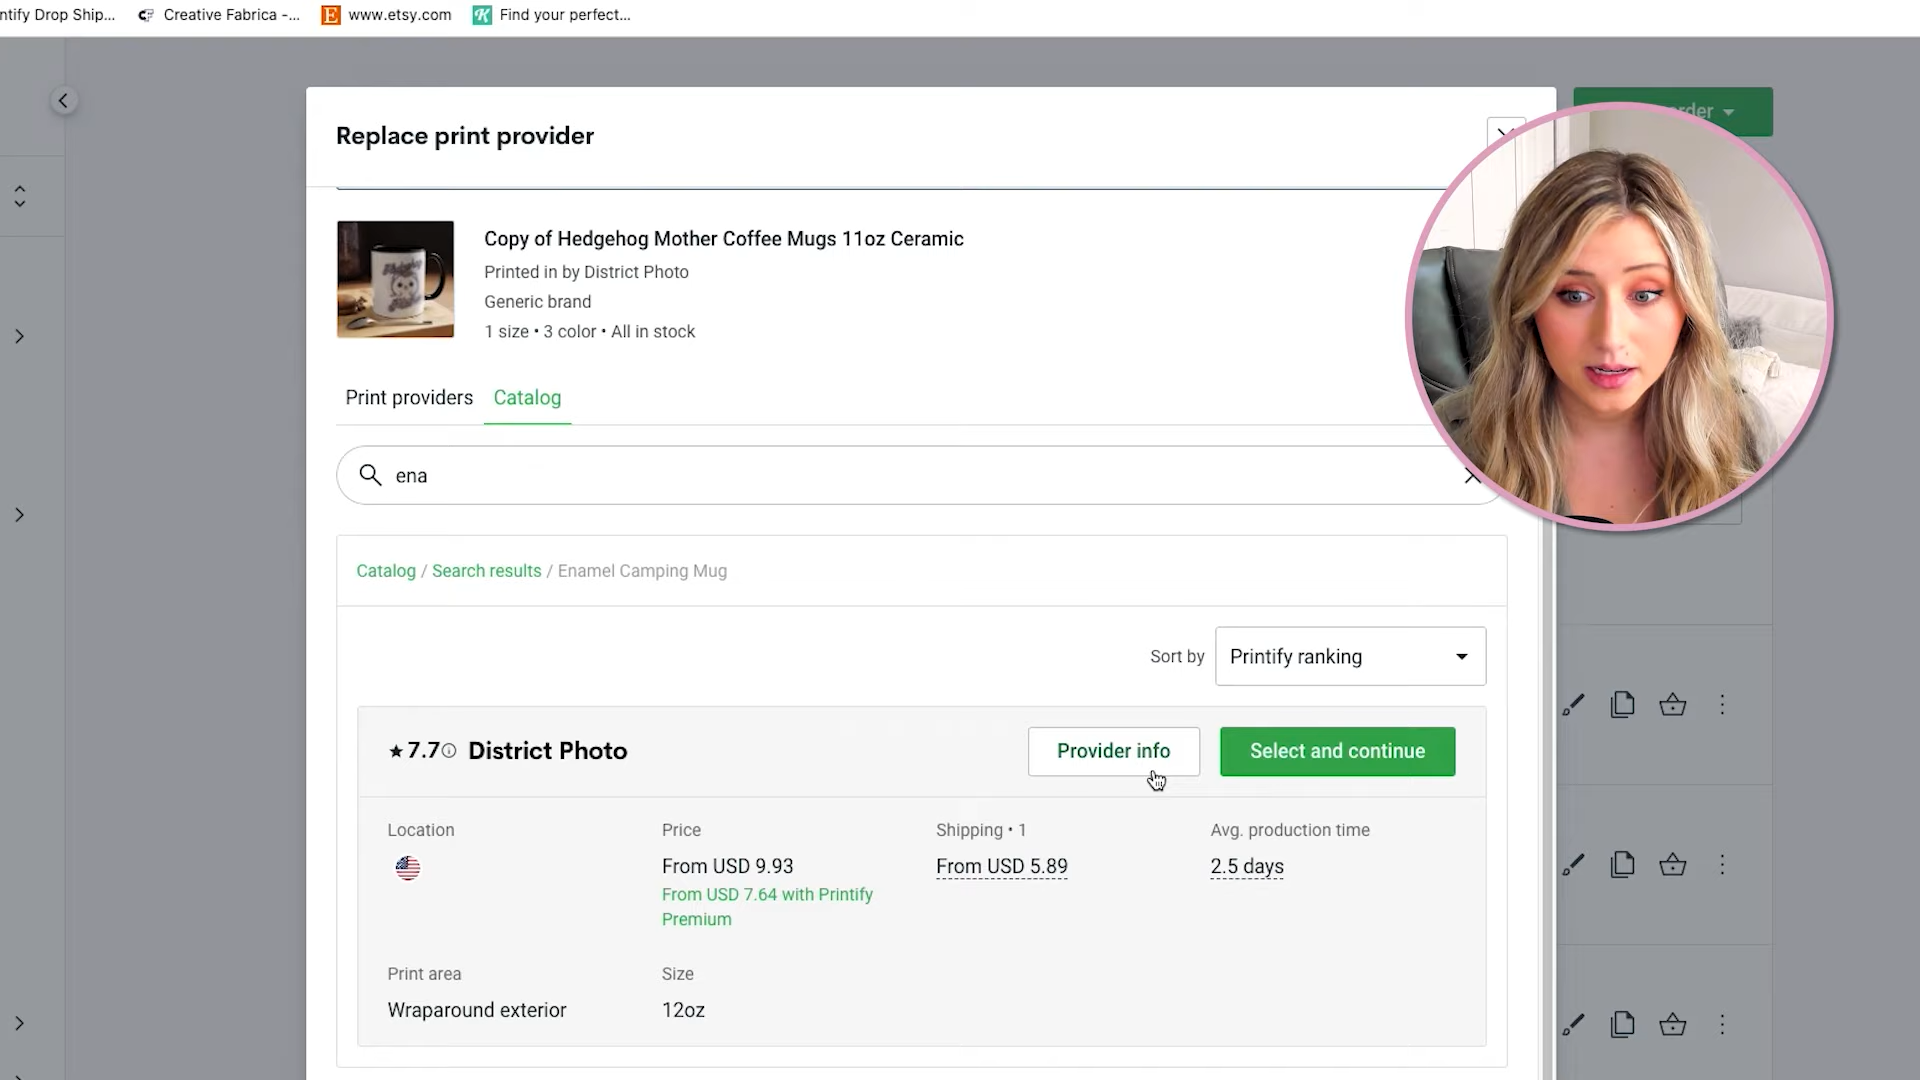 ntify Drop Ship... Creative Fabrica -... www.etsy.com Find your perfect...
Replace print provider
Copy of Hedgehog Mother Coffee Mugs 11oz Ceramic
Printed in by District Photo
Generic brand
1 size • 3 color • All in stock
Print providers Catalog
ena
Catalog / Search results / Enamel Camping Mug
Sort by Printify ranking
★ 7.7 District Photo Provider info Select and continue
Location Price Shipping • 1 Avg. production time
From USD 9.93 From USD 5.89 2.5 days
From USD 7.64 with Printify
Premium
Print area Size
Wraparound exterior 12oz